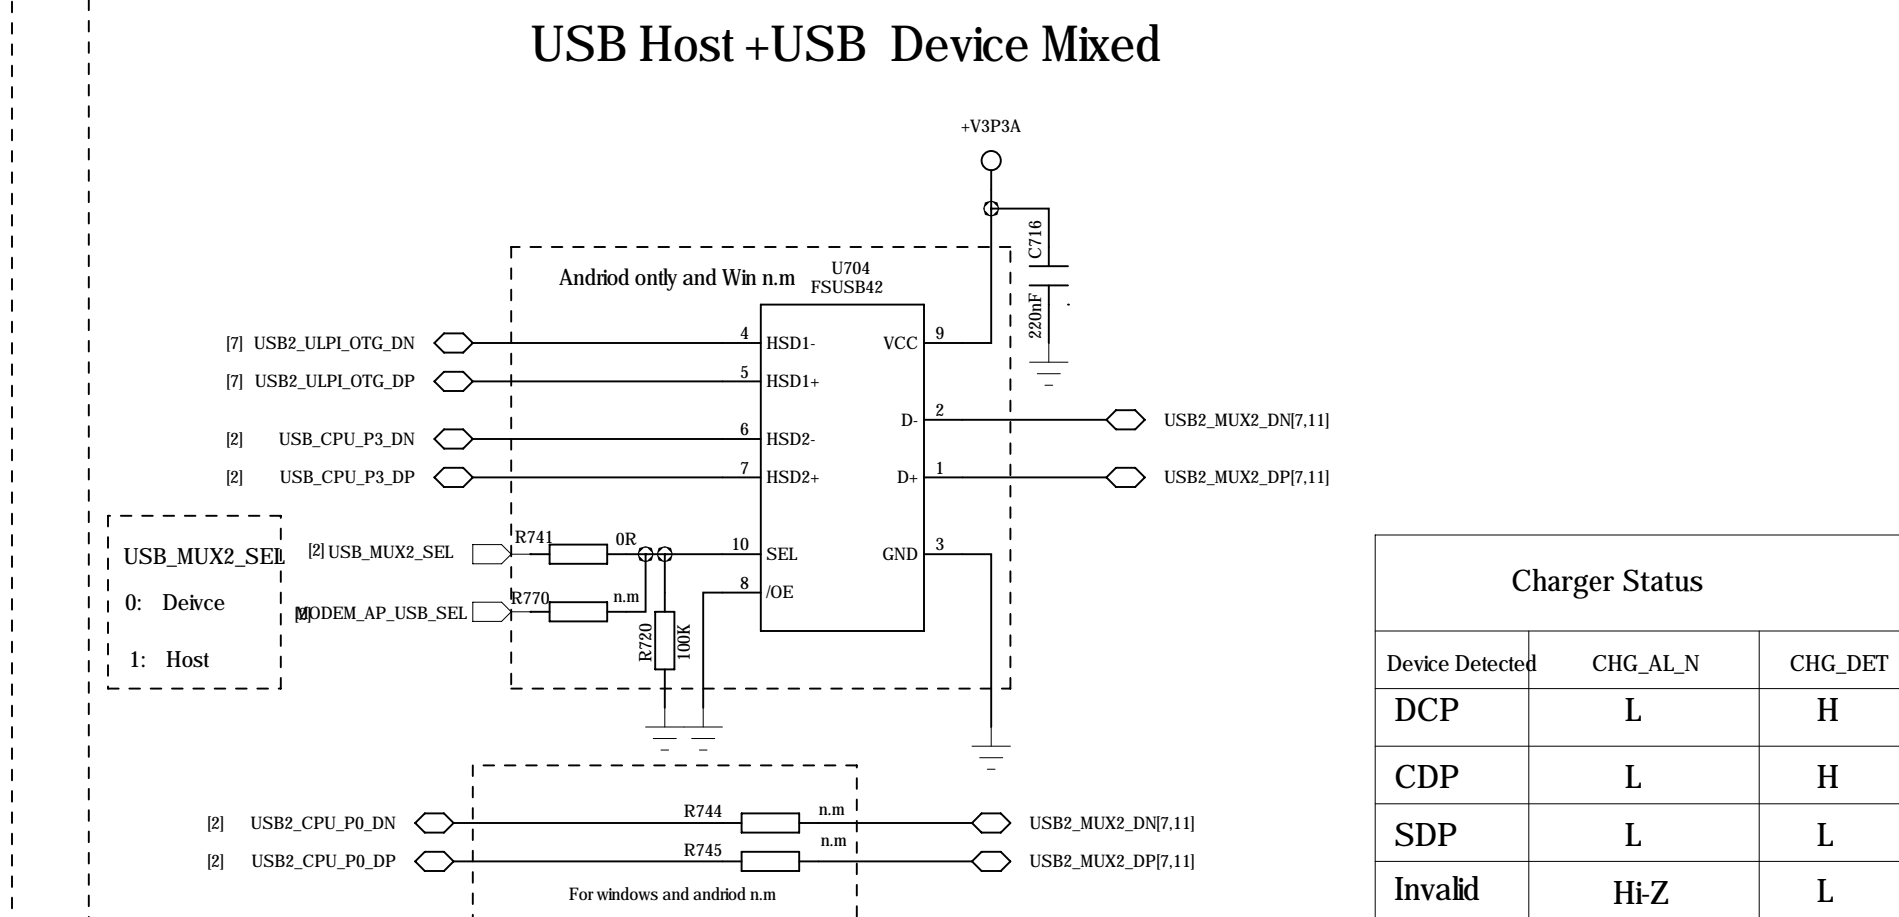 USB Host +USB Device Mixed
+V3P3A
C716
220nF
Andriod ontly and Win n.m
U704
FSUSB42
[7] USB2_ULPI_OTG_DN
4
HSD1-
VCC
9
[7] USB2_ULPI_OTG_DP
5
HSD1+
D-
2
USB2_MUX2_DN[7,11]
[2] USB_CPU_P3_DN
6
HSD2-
[2] USB_CPU_P3_DP
7
HSD2+
D+
1
USB2_MUX2_DP[7,11]
USB_MUX2_SEL
0: Deivce
1: Host
[2] USB_MUX2_SEL
R741
0R
10
SEL
GND
3
MODEM_AP_USB_SEL
R770
n.m
8
/OE
R720
100K
[2] USB2_CPU_P0_DN
R744
n.m
USB2_MUX2_DN[7,11]
[2] USB2_CPU_P0_DP
R745
n.m
USB2_MUX2_DP[7,11]
For windows and andriod n.m
Charger Status
Device Detected CHG_AL_N CHG_DET
DCP L H
CDP L H
SDP L L
Invalid Hi-Z L